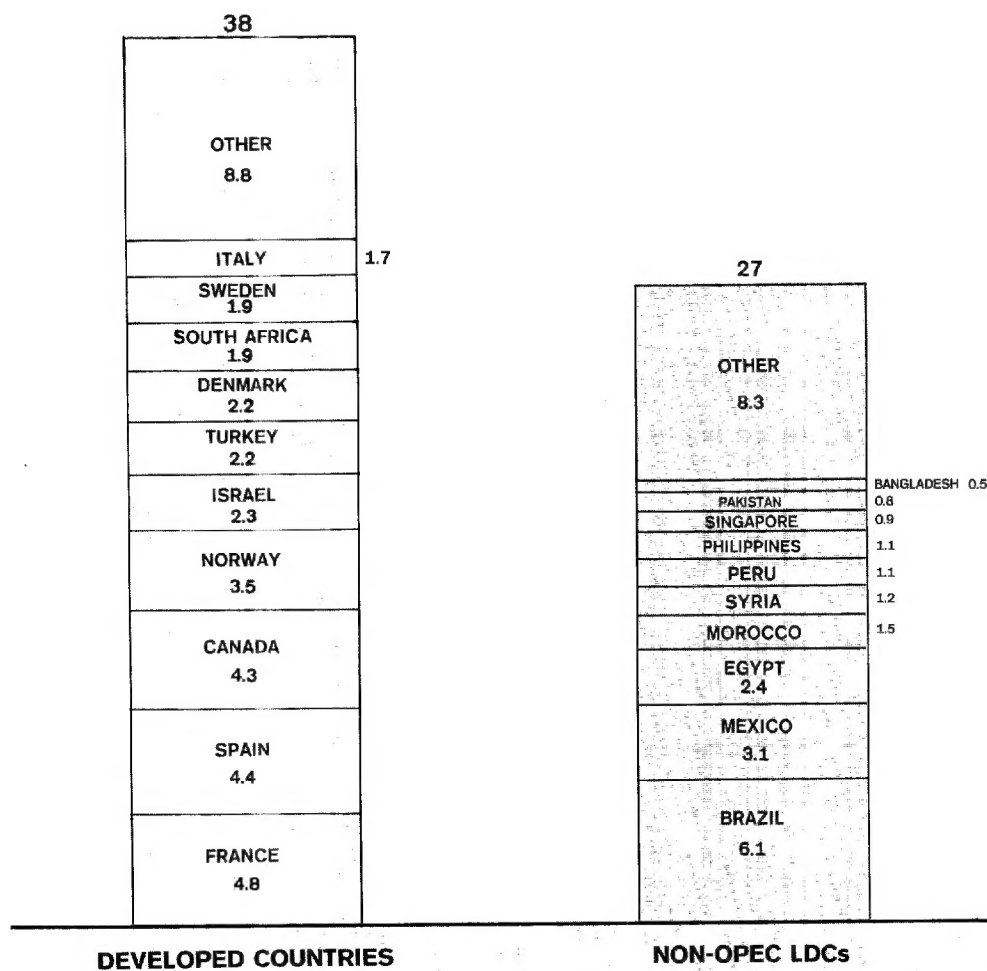 38
OTHER
8.8
ITALY 1.7
SWEDEN
1.9
SOUTH AFRICA
1.9
DENMARK
2.2
TURKEY
2.2
ISRAEL
2.3
NORWAY
3.5
CANADA
4.3
SPAIN
4.4
FRANCE
4.8
DEVELOPED COUNTRIES
27
OTHER
8.3
BANGLADESH 0.5
PAKISTAN 0.8
SINGAPORE 0.9
PHILIPPINES 1.1
PERU 1.1
SYRIA 1.2
MOROCCO 1.5
EGYPT
2.4
MEXICO
3.1
BRAZIL
6.1
NON-OPEC LDCs